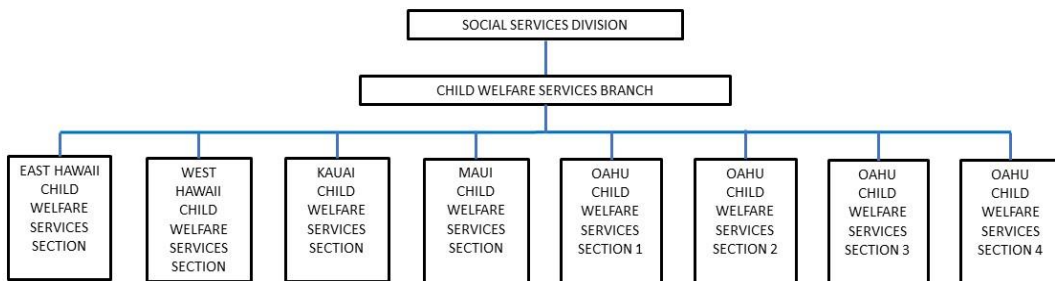 SOCIAL SERVICES DIVISION
CHILD WELFARE SERVICES BRANCH
EAST HAWAII
CHILD
WELFARE
SERVICES
SECTION
WEST
HAWAII
CHILD
WELFARE
SERVICES
SECTION
KAUAI
CHILD
WELFARE
SERVICES
SECTION
MAUI
CHILD
WELFARE
SERVICES
SECTION
OAHU
CHILD
WELFARE
SERVICES
SECTION 1
OAHU
CHILD
WELFARE
SERVICES
SECTION 2
OAHU
CHILD
WELFARE
SERVICES
SECTION 3
OAHU
CHILD
WELFARE
SERVICES
SECTION 4